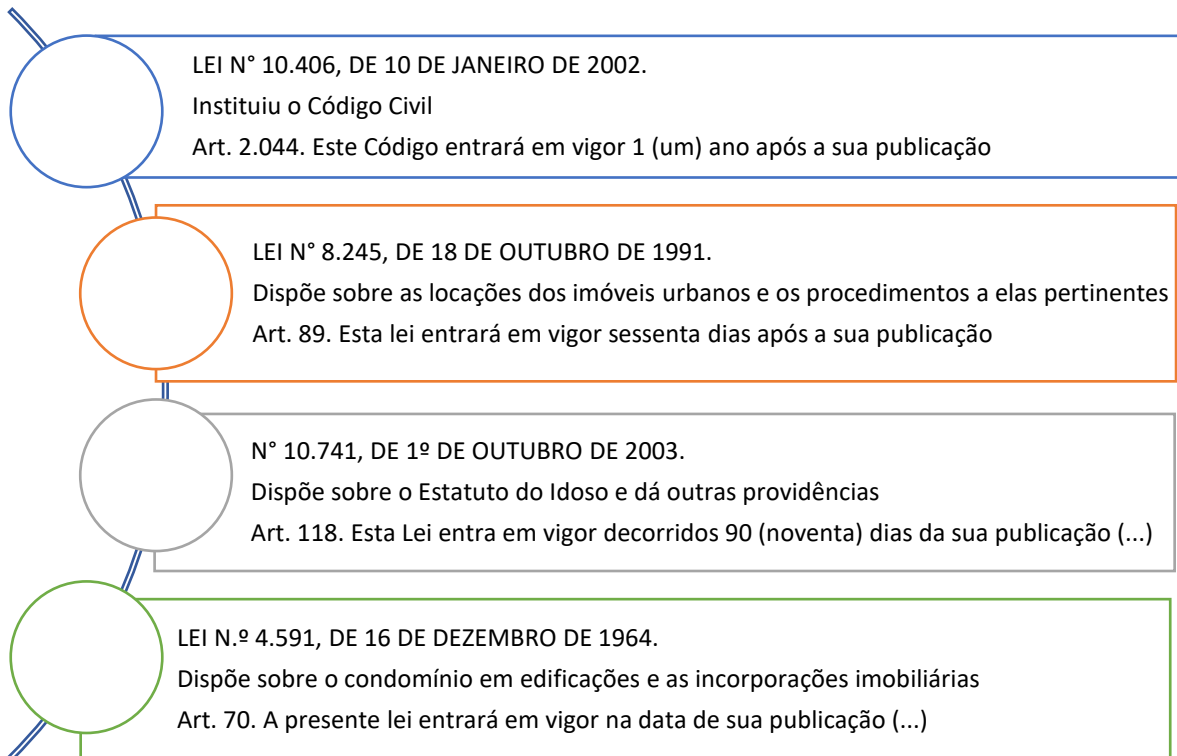 LEI N° 10.406, DE 10 DE JANEIRO DE 2002.
Instituiu o Código Civil
Art. 2.044. Este Código entrará em vigor 1 (um) ano após a sua publicação
LEI N° 8.245, DE 18 DE OUTUBRO DE 1991.
Dispõe sobre as locações dos imóveis urbanos e os procedimentos a elas pertinentes
Art. 89. Esta lei entrará em vigor sessenta dias após a sua publicação
N° 10.741, DE 1º DE OUTUBRO DE 2003.
Dispõe sobre o Estatuto do Idoso e dá outras providências
Art. 118. Esta Lei entra em vigor decorridos 90 (noventa) dias da sua publicação (...)
LEI N.º 4.591, DE 16 DE DEZEMBRO DE 1964.
Dispõe sobre o condomínio em edificações e as incorporações imobiliárias
Art. 70. A presente lei entrará em vigor na data de sua publicação (...)